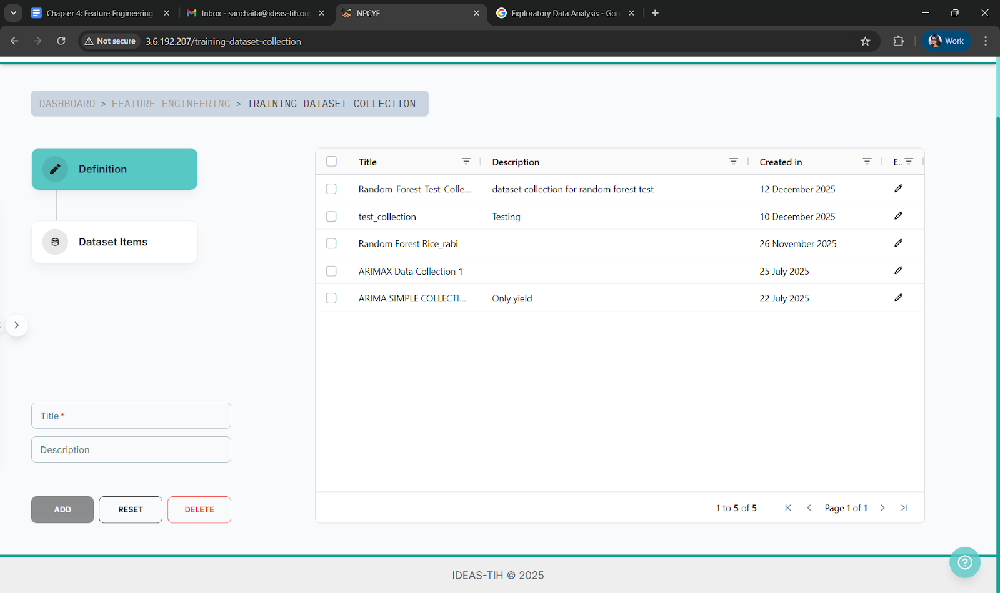 Chapter 4: Feature Engineering
Inbox - sanchaita@ideas-tih.org
NPCYF
Exploratory Data Analysis - Goo
Not secure
3.6.192.207/training-dataset-collection
Work
DASHBOARD > FEATURE ENGINEERING > TRAINING DATASET COLLECTION
Definition
Dataset Items
Title *
Description
ADD
RESET
DELETE
Title
Description
Created in
E..
Random_Forest_Test_Colle...
dataset collection for random forest test
12 December 2025
test_collection
Testing
10 December 2025
Random Forest Rice_rabi
26 November 2025
ARIMAX Data Collection 1
25 July 2025
ARIMA SIMPLE COLLECTI...
Only yield
22 July 2025
1 to 5 of 5
Page 1 of 1
IDEAS-TIH © 2025